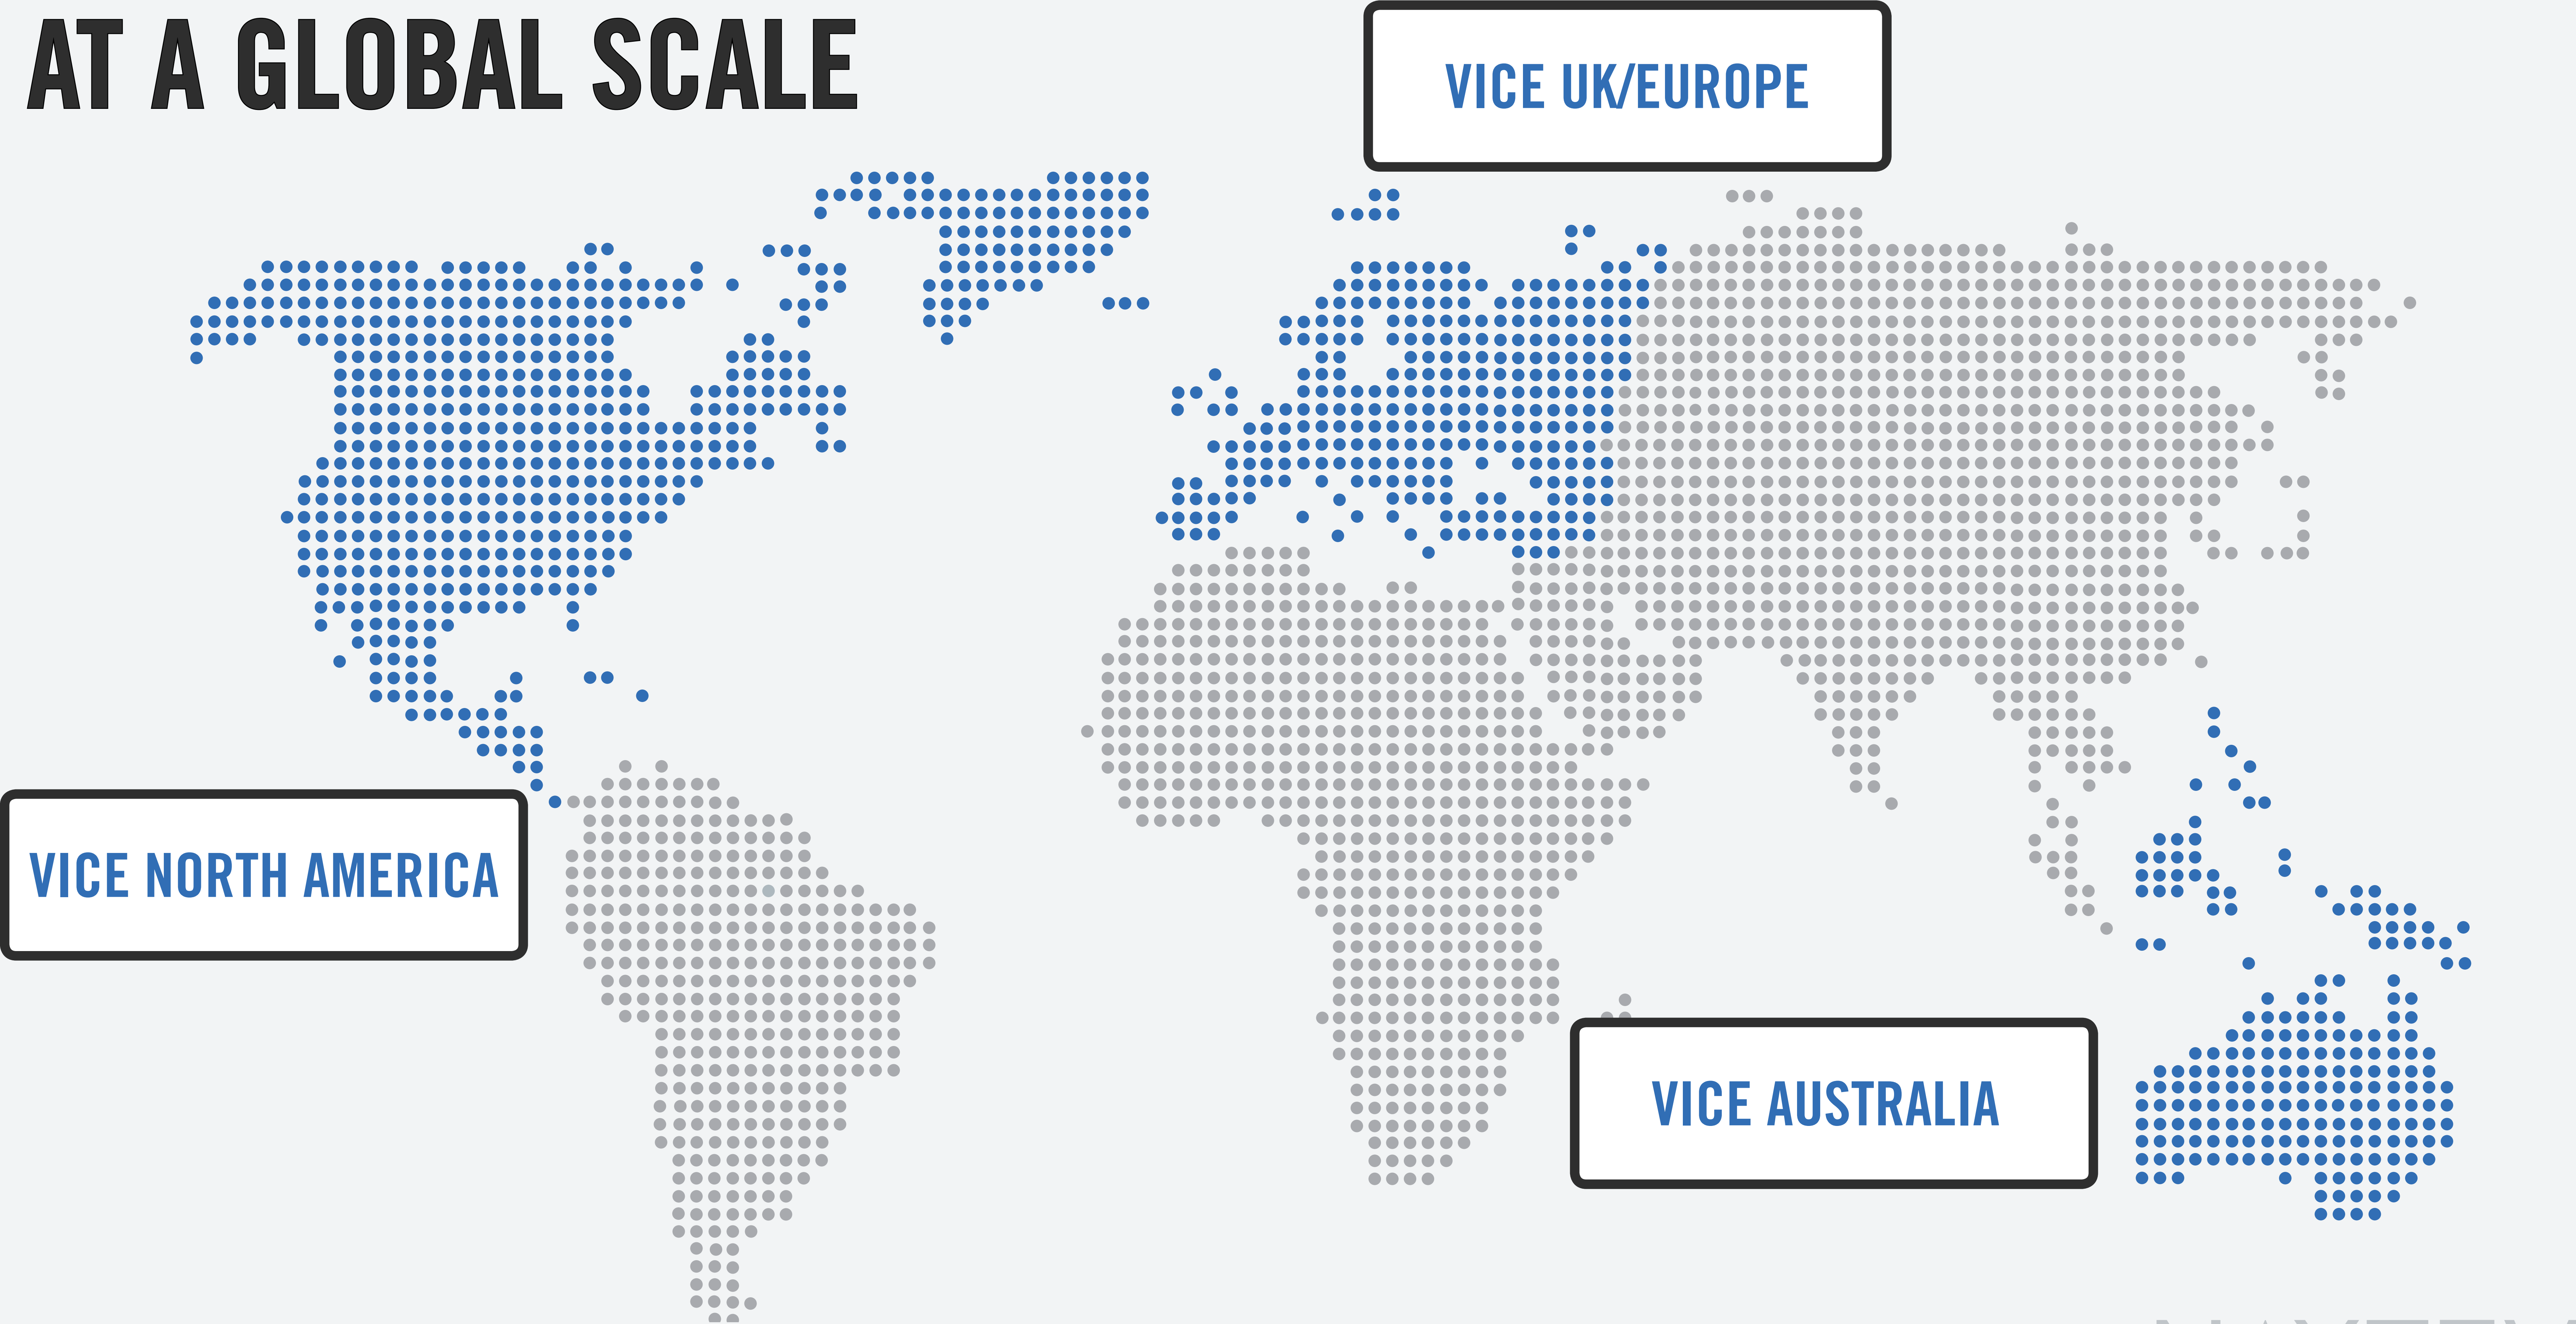 AT A GLOBAL SCALE
VICE UK/EUROPE
VICE NORTH AMERICA
VICE AUSTRALIA